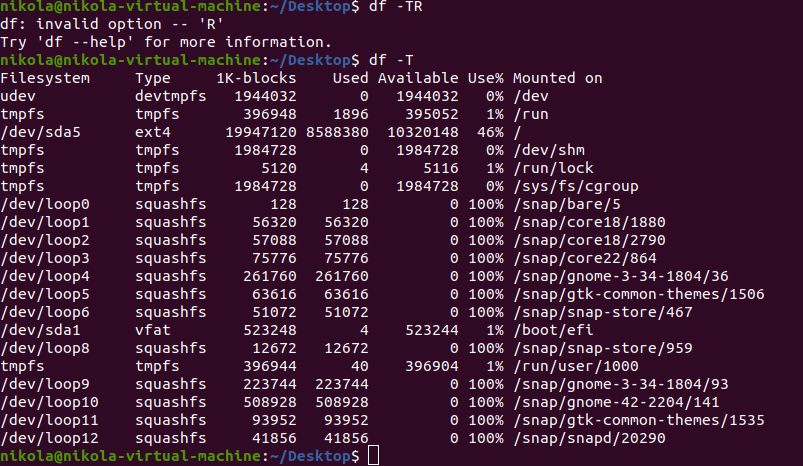 nikola@nikola-virtual-machine:~/Desktop$ df -TR
df: invalid option -- 'R'
Try 'df --help' for more information.
nikola@nikola-virtual-machine:~/Desktop$ df -T
Filesystem     Type     1K-blocks    Used Available Use% Mounted on
udev           devtmpfs   1944032       0   1944032   0% /dev
tmpfs          tmpfs       396948    1896    395052   1% /run
/dev/sda5      ext4      19947120 8588380  10320148  46% /
tmpfs          tmpfs      1984728       0   1984728   0% /dev/shm
tmpfs          tmpfs         5120       4      5116   1% /run/lock
tmpfs          tmpfs      1984728       0   1984728   0% /sys/fs/cgroup
/dev/loop0     squashfs       128     128         0 100% /snap/bare/5
/dev/loop1     squashfs     56320   56320         0 100% /snap/core18/1880
/dev/loop2     squashfs     57088   57088         0 100% /snap/core18/2790
/dev/loop3     squashfs     75776   75776         0 100% /snap/core22/864
/dev/loop4     squashfs    261760  261760         0 100% /snap/gnome-3-34-1804/36
/dev/loop5     squashfs     63616   63616         0 100% /snap/gtk-common-themes/1506
/dev/loop6     squashfs     51072   51072         0 100% /snap/snap-store/467
/dev/sda1      vfat        523248       4    523244   1% /boot/efi
/dev/loop8     squashfs     12672   12672         0 100% /snap/snap-store/959
tmpfs          tmpfs       396944      40    396904   1% /run/user/1000
/dev/loop9     squashfs    223744  223744         0 100% /snap/gnome-3-34-1804/93
/dev/loop10    squashfs    508928  508928         0 100% /snap/gnome-42-2204/141
/dev/loop11    squashfs     93952   93952         0 100% /snap/gtk-common-themes/1535
/dev/loop12    squashfs     41856   41856         0 100% /snap/snapd/20290
nikola@nikola-virtual-machine:~/Desktop$